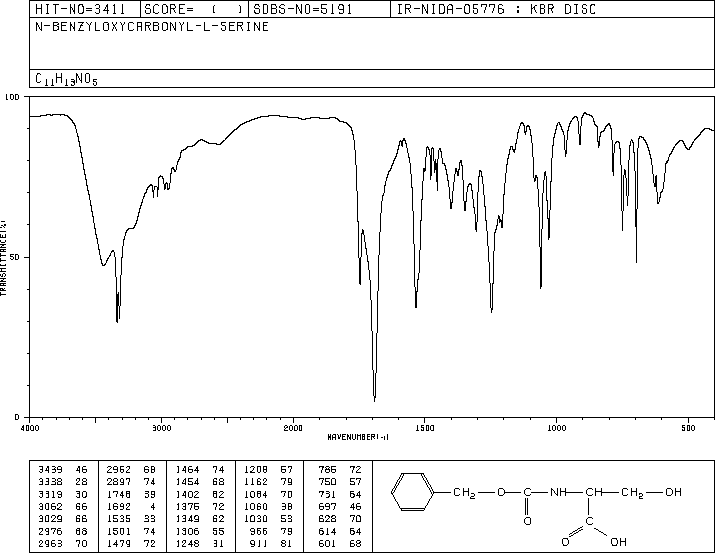 HIT-NO=3411 SCORE= ( ) SDBS-NO=5191 IR-NIDA-05776 : KBR DISC
N-BENZYLOXYCARBONYL-L-SERINE
C11H13NO5
100
50
0
TRANSMITTANCE(%)
4000 3000 2000 1500 1000 500
WAVENUMBER(-1)
3439 46 2952 68 1464 74 1208 57 786 72
3338 28 2897 74 1454 68 1162 79 750 57
3319 30 1748 39 1402 62 1084 70 731 64
3062 66 1692 4 1375 72 1060 38 697 46
3029 66 1535 33 1349 62 1030 53 628 70
2976 68 1501 74 1306 55 966 79 614 64
2963 70 1479 72 1248 31 911 81 601 68
CH2 O C NH CH CH2 OH
O C
O OH